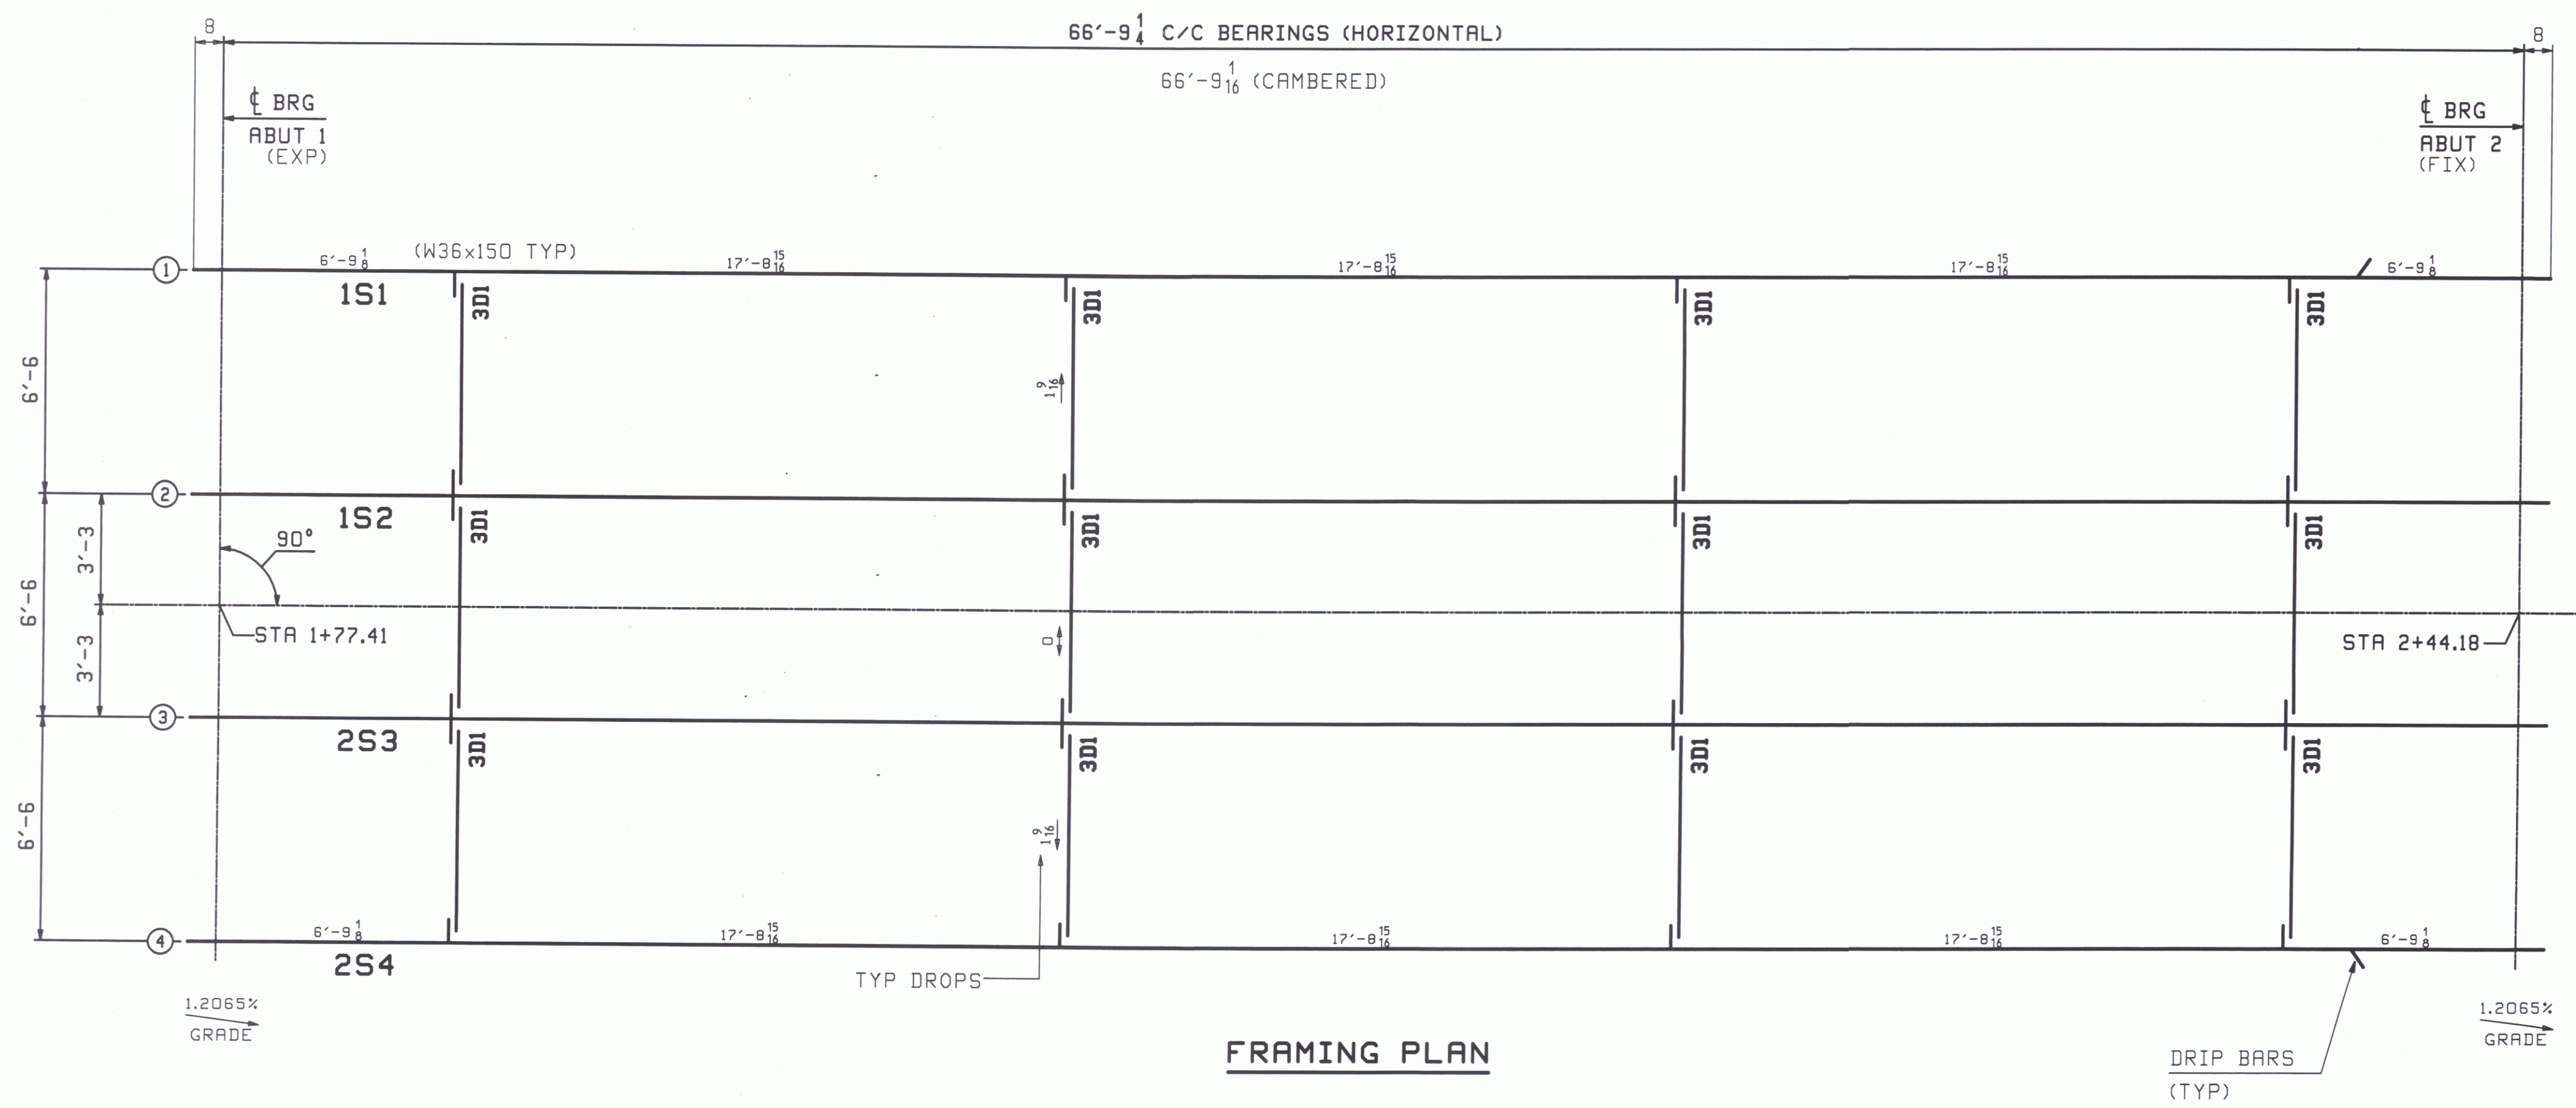 8
66′-9 1/4 C/C BEARINGS (HORIZONTAL)
8
66′-9 1/16 (CAMBERED)
℄ BRG
ABUT 1
(EXP)
℄ BRG
ABUT 2
(FIX)
1
6′-9 1/8
(W36x150 TYP)
17′-8 15/16
17′-8 15/16
17′-8 15/16
6′-9 1/8
1S1
3D1
3D1
3D1
3D1
6′-6
1 9/16
2
1S2
3D1
3D1
3D1
3D1
90°
3′-3
6′-6
3′-3
STA 1+77.41
0
STA 2+44.18
3
2S3
3D1
3D1
3D1
3D1
6′-6
1 9/16
4
6′-9 1/8
17′-8 15/16
17′-8 15/16
17′-8 15/16
6′-9 1/8
2S4
TYP DROPS
1.2065%
GRADE
1.2065%
GRADE
FRAMING PLAN
DRIP BARS
(TYP)